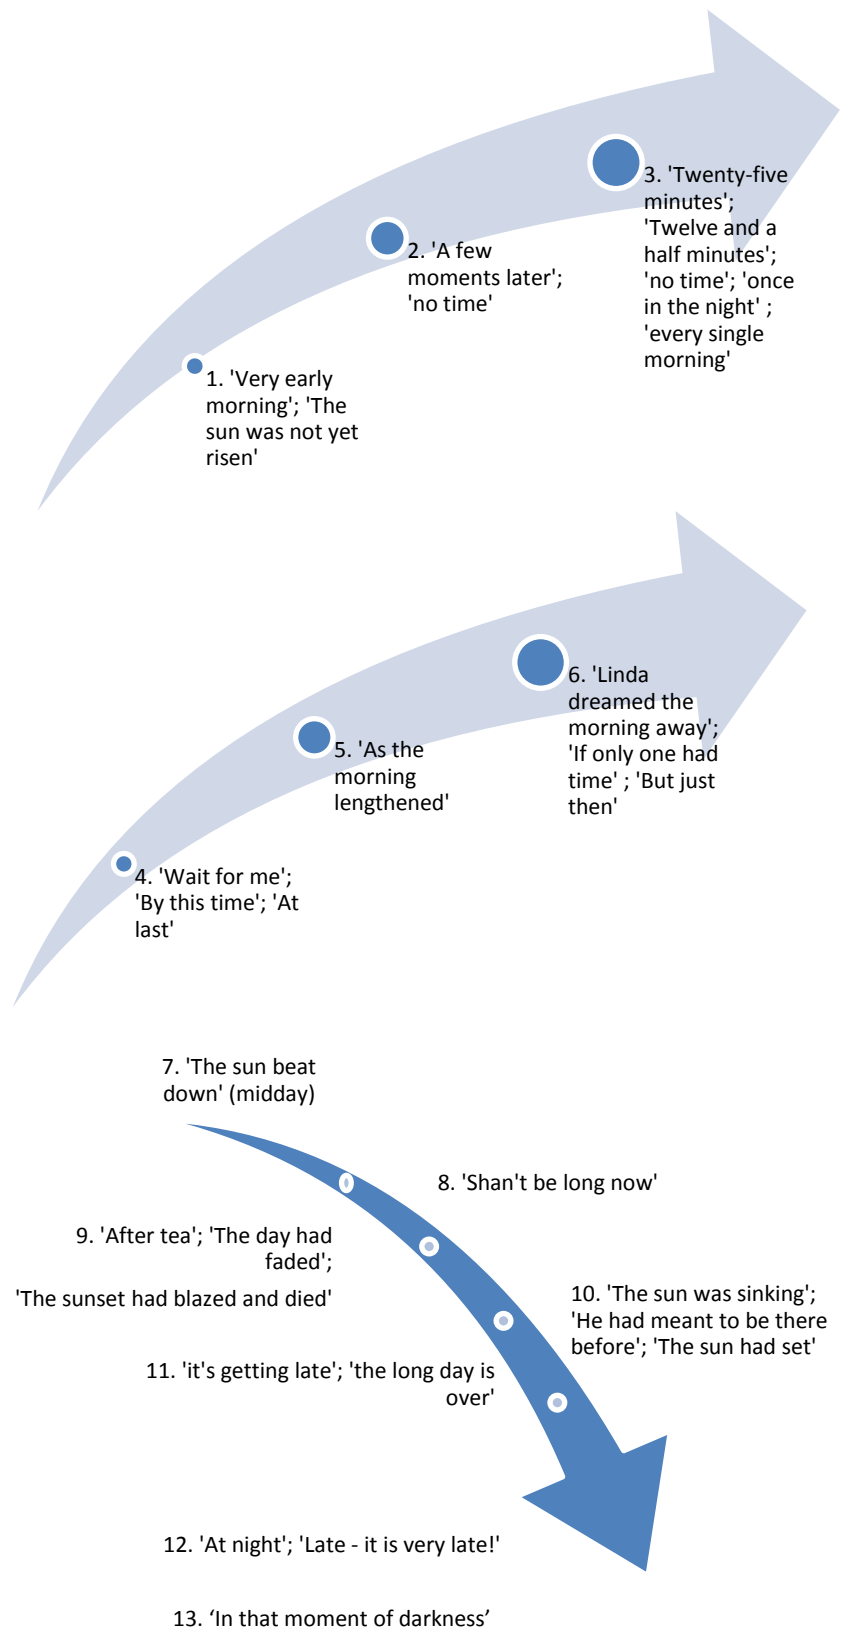 1. 'Very early
morning'; 'The
sun was not yet
risen'
2. 'A few
moments later';
'no time'
3. 'Twenty-five
minutes';
'Twelve and a
half minutes';
'no time'; 'once
in the night' ;
'every single
morning'
4. 'Wait for me';
'By this time'; 'At
last'
5. 'As the
morning
lengthened'
6. 'Linda
dreamed the
morning away';
'If only one had
time' ; 'But just
then'
7. 'The sun beat
down' (midday)
8. 'Shan't be long now'
9. 'After tea'; 'The day had
faded';
'The sunset had blazed and died'
10. 'The sun was sinking';
'He had meant to be there
before'; 'The sun had set'
11. 'it's getting late'; 'the long day is
over'
12. 'At night'; 'Late - it is very late!'
13. ‘In that moment of darkness’